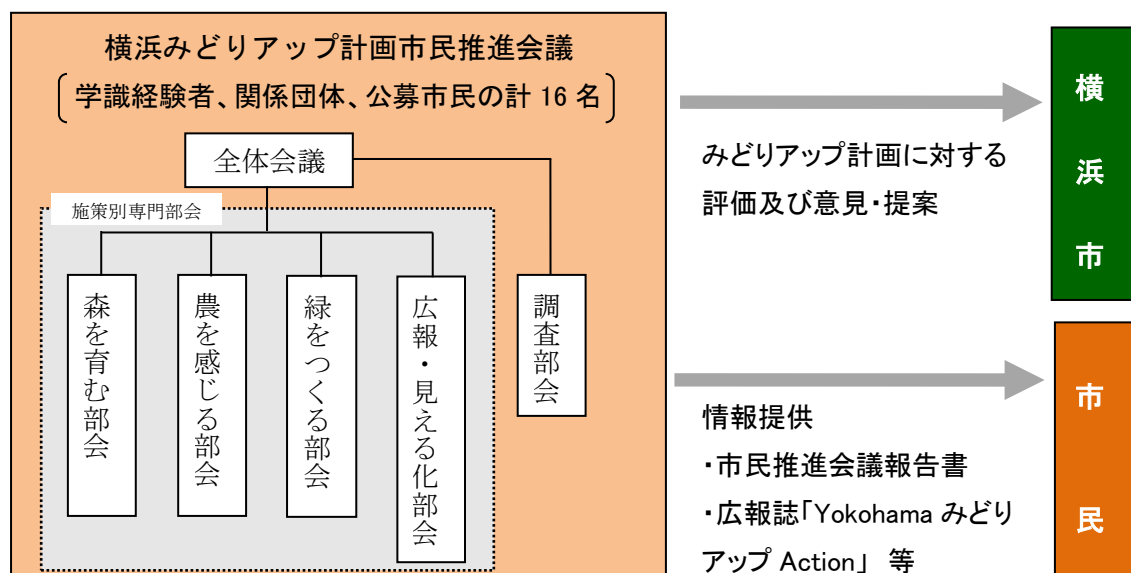 横浜みどりアップ計画市民推進会議
学識経験者、関係団体、公募市民の計 16 名
全体会議
施策別専門部会
森を育む部会
農を感じる部会
緑をつくる部会
広報・見える化部会
調査部会
みどりアップ計画に対する
評価及び意見・提案
横浜市
情報提供
・市民推進会議報告書
・広報誌「Yokohama みどり
アップ Action」 等
市民